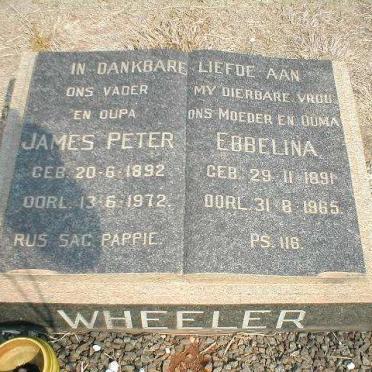 IN DANKBARE LIEFDE AAN
ONS VADER
EN OUPA
JAMES PETER
GEB. 20-6-1892
OORL. 13-6-1972.
RUS SAG PAPPIE.
MY DIERBARE VROU,
ONS MOEDER EN OUMA
EBBELINA
GEB. 29-11-1891
OORL. 31-8-1965.
PS. 116.
WHEELER